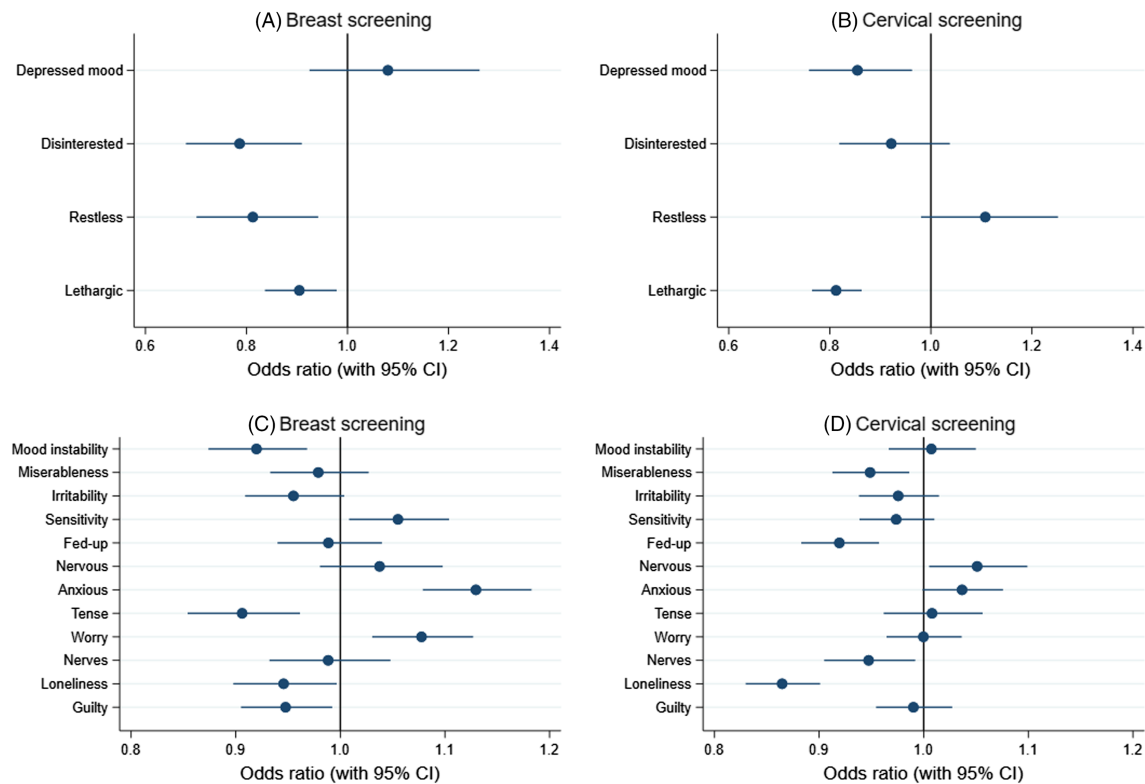 (A) Breast screening
Depressed mood
Disinterested
Restless
Lethargic
0.6 0.8 1.0 1.2 1.4
Odds ratio (with 95% CI)
(B) Cervical screening
Depressed mood
Disinterested
Restless
Lethargic
0.6 0.8 1.0 1.2 1.4
Odds ratio (with 95% CI)
(C) Breast screening
Mood instability
Miserableness
Irritability
Sensitivity
Fed-up
Nervous
Anxious
Tense
Worry
Nerves
Loneliness
Guilty
0.8 0.9 1.0 1.1 1.2
Odds ratio (with 95% CI)
(D) Cervical screening
Mood instability
Miserableness
Irritability
Sensitivity
Fed-up
Nervous
Anxious
Tense
Worry
Nerves
Loneliness
Guilty
0.8 0.9 1.0 1.1 1.2
Odds ratio (with 95% CI)